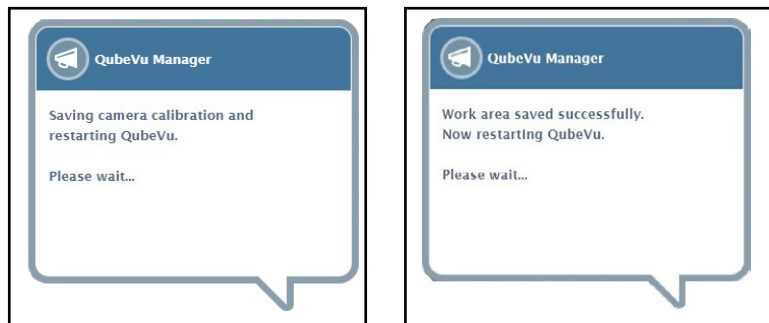 QubeVu Manager
Saving camera calibration and
restarting QubeVu.
Please wait...
QubeVu Manager
Work area saved successfully.
Now restarting QubeVu.
Please wait...